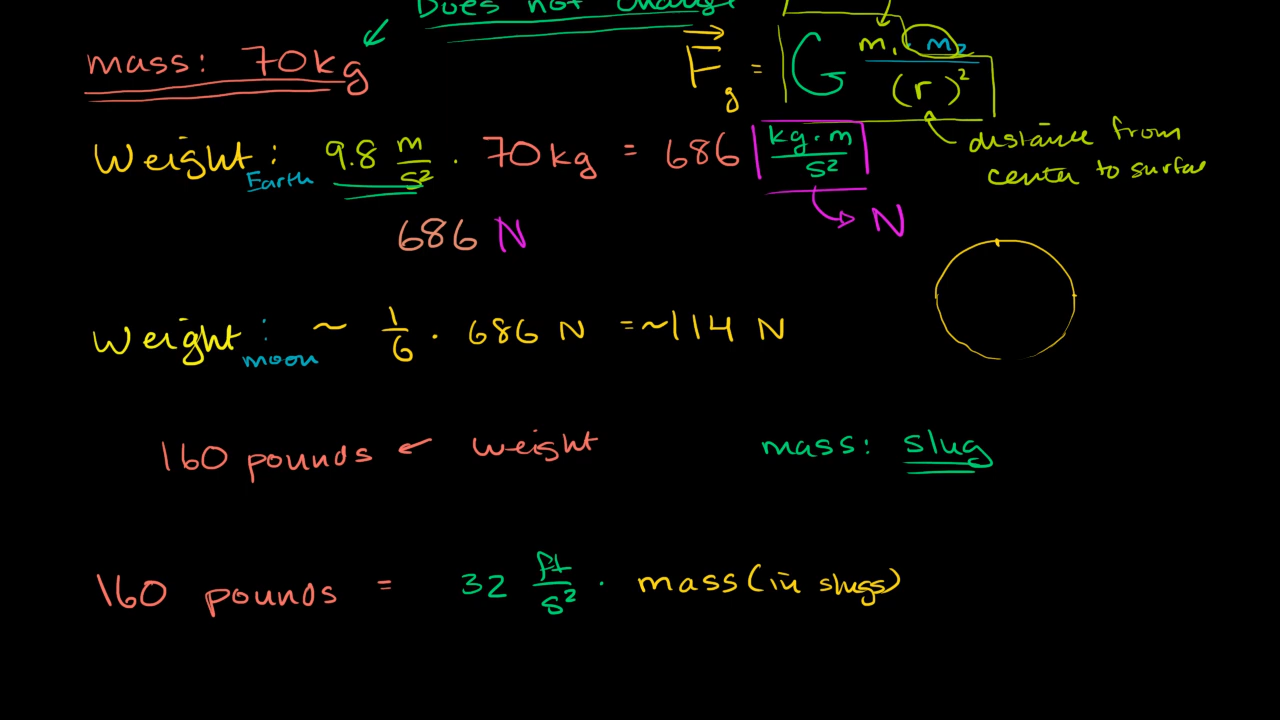 Does not change
mass: 70kg
F⃗g = G m₁ m₂ / (r)²
distance from
center to surfac
Weight: Earth 9.8 m/s² · 70kg = 686 kg·m/s²
N
686 N
Weight: moon ~ 1/6 · 686 N = ~114 N
160 pounds ← weight
mass: slug
160 pounds = 32 ft/s² · mass (in slugs)